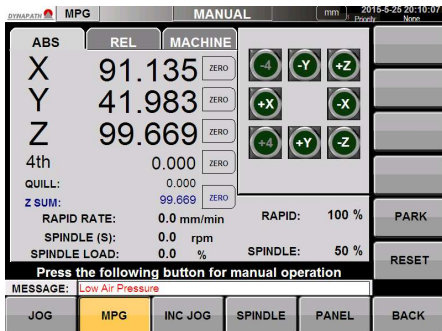 DYNAPATH MPG MANUAL mm 2015-5-25 20:10:07
Priority None
ABS REL MACHINE
X 91.135 ZERO
Y 41.983 ZERO
Z 99.669 ZERO
4th 0.000 ZERO
QUILL: 0.000
Z SUM: 99.669 ZERO
-4 -Y +Z
+X -X
+4 +Y -Z
RAPID RATE: 0.0 mm/min RAPID: 100 %
SPINDLE (S): 0.0 rpm
SPINDLE LOAD: 0.0 % SPINDLE: 50 %
Press the following button for manual operation
MESSAGE: Low Air Pressure
PARK
RESET
JOG MPG INC JOG SPINDLE PANEL BACK